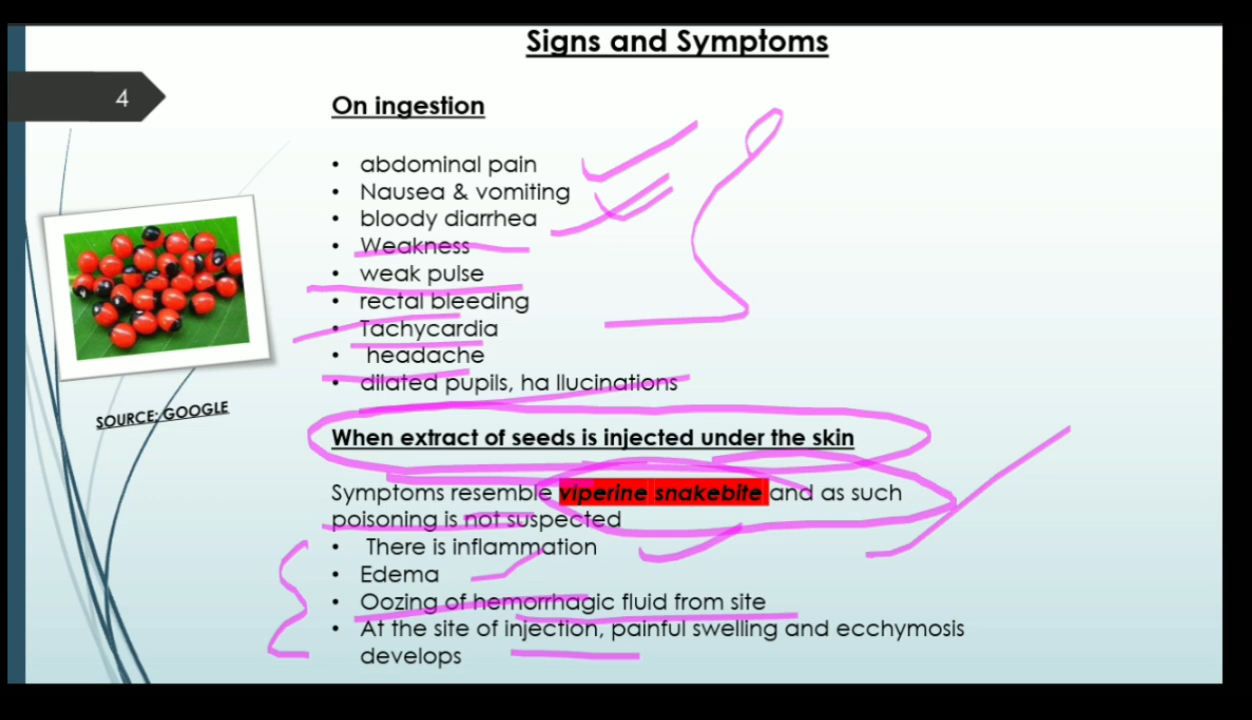 Signs and Symptoms
4
On ingestion
• abdominal pain
• Nausea & vomiting
• bloody diarrhea
• Weakness
• weak pulse
• rectal bleeding
• Tachycardia
• headache
• dilated pupils, ha llucinations
SOURCE; GOOGLE
When extract of seeds is injected under the skin
Symptoms resemble viperine snakebite and as such
poisoning is not suspected
• There is inflammation
• Edema
• Oozing of hemorrhagic fluid from site
• At the site of injection, painful swelling and ecchymosis
develops